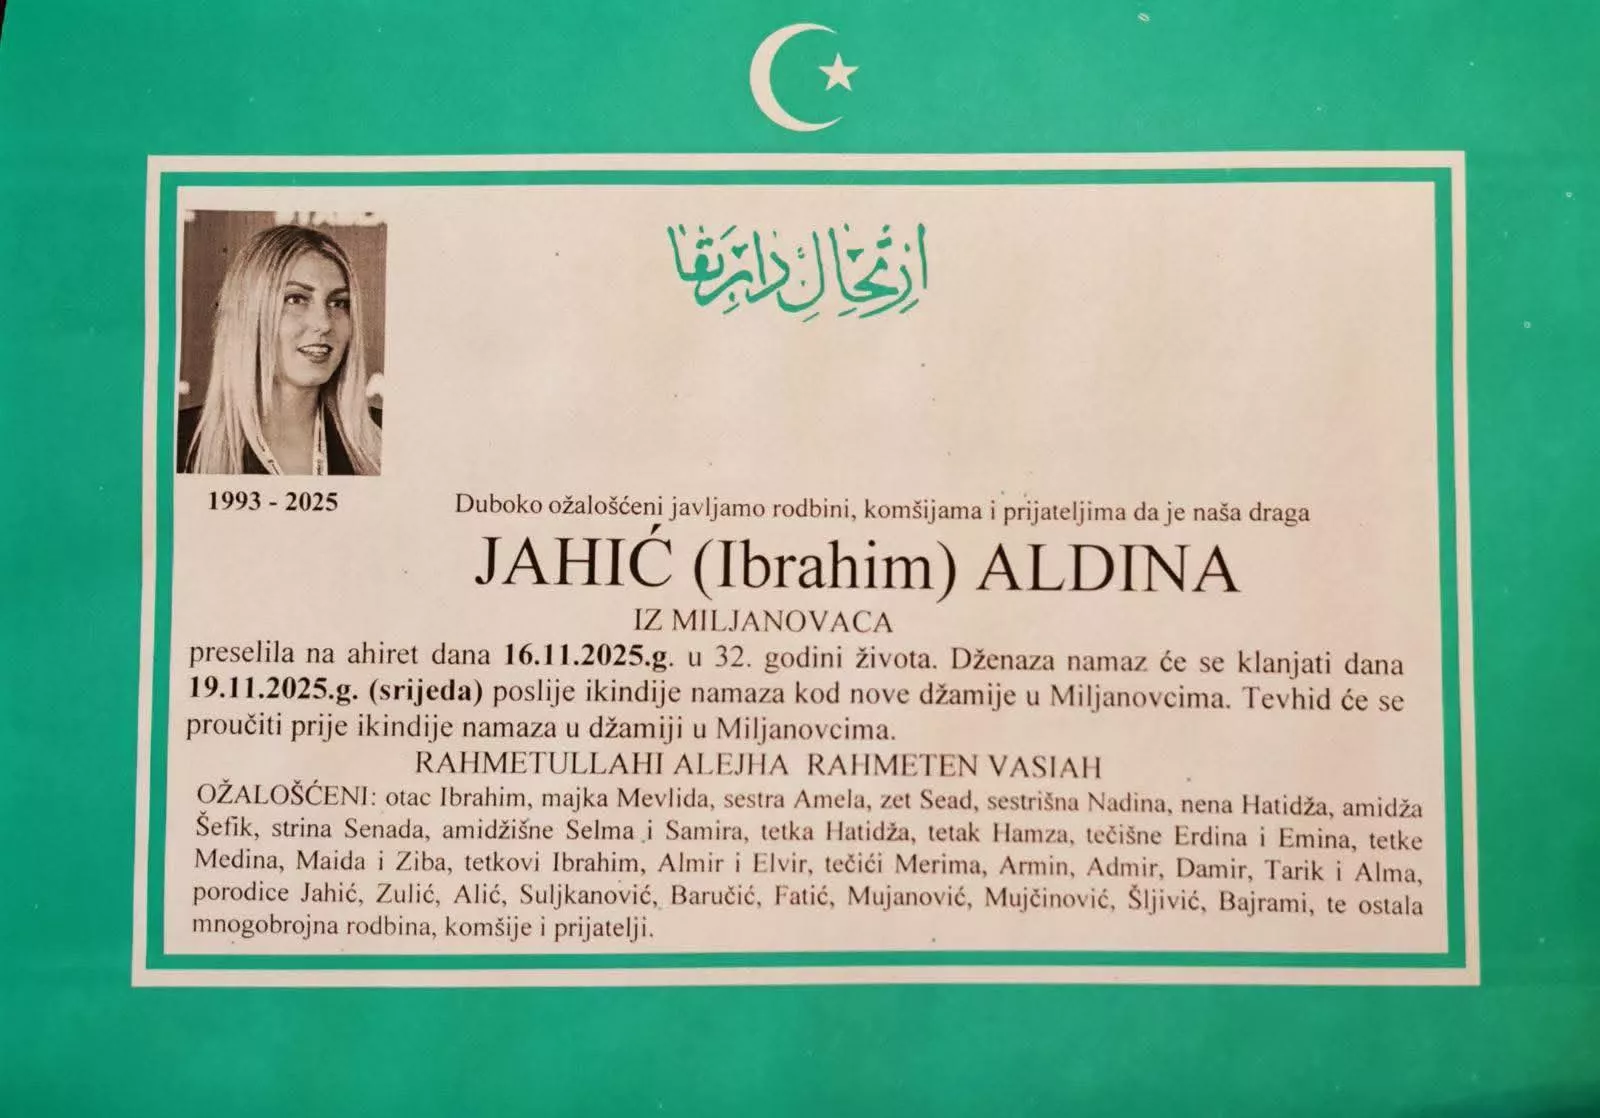 ارتحال دار بقا
1993 - 2025
Duboko ožalošćeni javljamo rodbini, komšijama i prijateljima da je naša draga
JAHIĆ (Ibrahim) ALDINA
IZ MILJANOVACA
preselila na ahiret dana 16.11.2025.g. u 32. godini života. Dženaza namaz će se klanjati dana
19.11.2025.g. (srijeda) poslije ikindije namaza kod nove džamije u Miljanovcima. Tevhid će se
proučiti prije ikindije namaza u džamiji u Miljanovcima.
RAHMETULLAHI ALEJHA RAHMETEN VASIAH
OŽALOŠĆENI: otac Ibrahim, majka Mevlida, sestra Amela, zet Sead, sestrišna Nadina, nena Hatidža, amidža
Šefik, strina Senada, amidžišne Selma i Samira, tetka Hatidža, tetak Hamza, tečišne Erdina i Emina, tetke
Medina, Maida i Ziba, tetkovi Ibrahim, Almir i Elvir, tečići Merima, Armin, Admir, Damir, Tarik i Alma,
porodice Jahić, Zulić, Alić, Suljkanović, Baručić, Fatić, Mujanović, Mujčinović, Šljivić, Bajrami, te ostala
mnogobrojna rodbina, komšije i prijatelji.